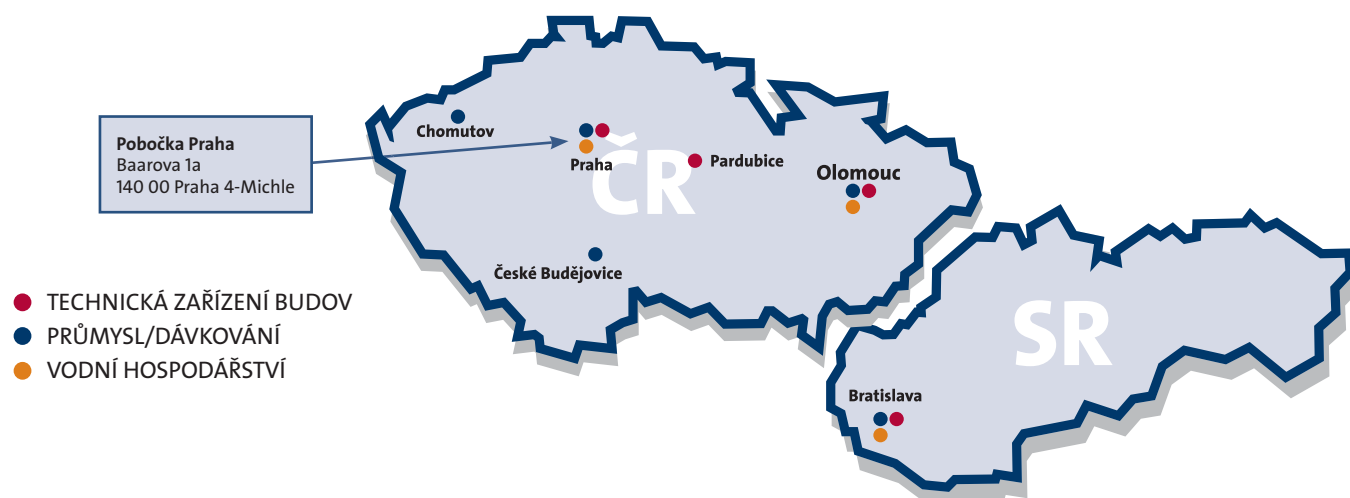 Pobočka Praha
Baarova 1a
140 00 Praha 4-Michle
Chomutov
Praha
ČR
Pardubice
Olomouc
České Budějovice
TECHNICKÁ ZAŘÍZENÍ BUDOV
PRŮMYSL/DÁVKOVÁNÍ
VODNÍ HOSPODÁŘSTVÍ
SR
Bratislava